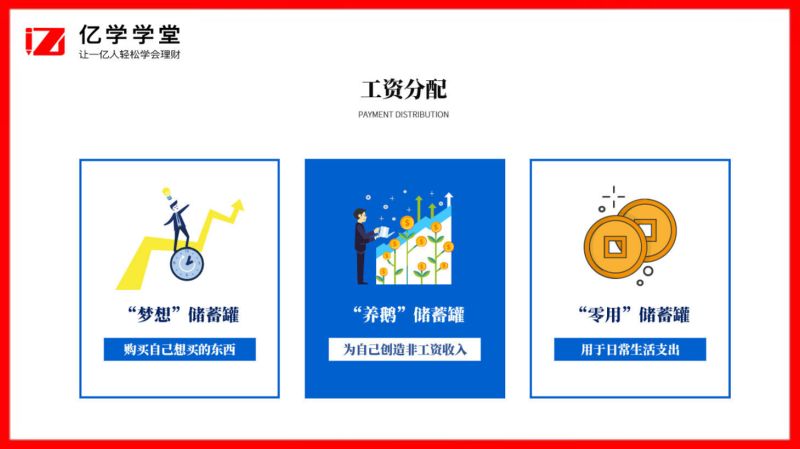 亿学学堂
让一亿人轻松学会理财
工资分配
PAYMENT DISTRIBUTION
“梦想”储蓄罐
购买自己想买的东西
“养鹅”储蓄罐
为自己创造非工资收入
“零用”储蓄罐
用于日常生活支出